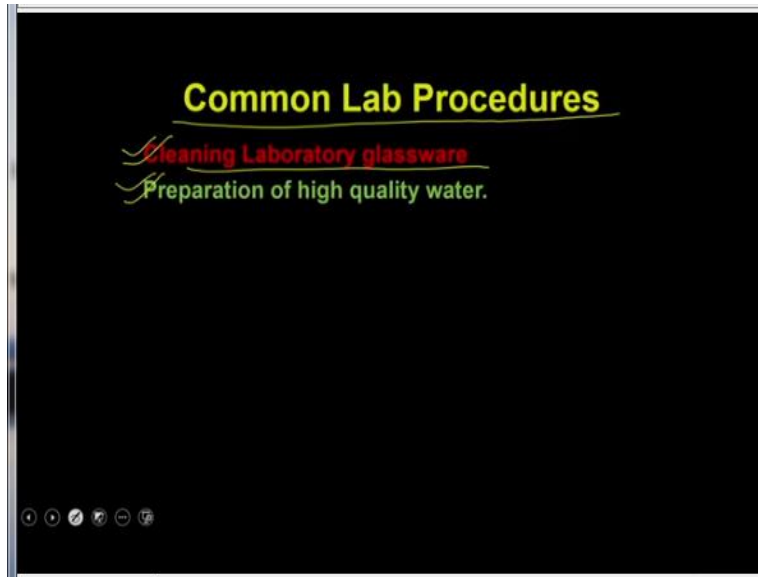 Common Lab Procedures
Cleaning Laboratory glassware
Preparation of high quality water.